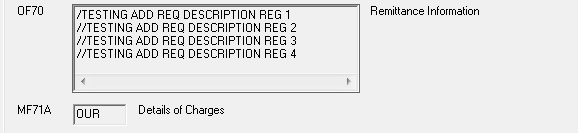 OF70 /TESTING ADD REQ DESCRIPTION REG 1 Remittance Information
//TESTING ADD REQ DESCRIPTION REG 2
//TESTING ADD REQ DESCRIPTION REG 3
//TESTING ADD REQ DESCRIPTION REG 4
MF71A OUR Details of Charges